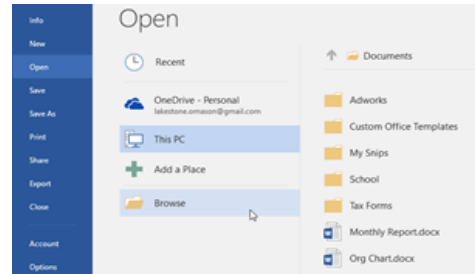 Info
New
Open
Save
Save As
Print
Share
Export
Close
Account
Options
Open
Recent
OneDrive - Personal
lakestone.omason@gmail.com
This PC
Add a Place
Browse
Documents
Adworks
Custom Office Templates
My Snips
School
Tax Forms
Monthly Report.docx
Org Chart.docx